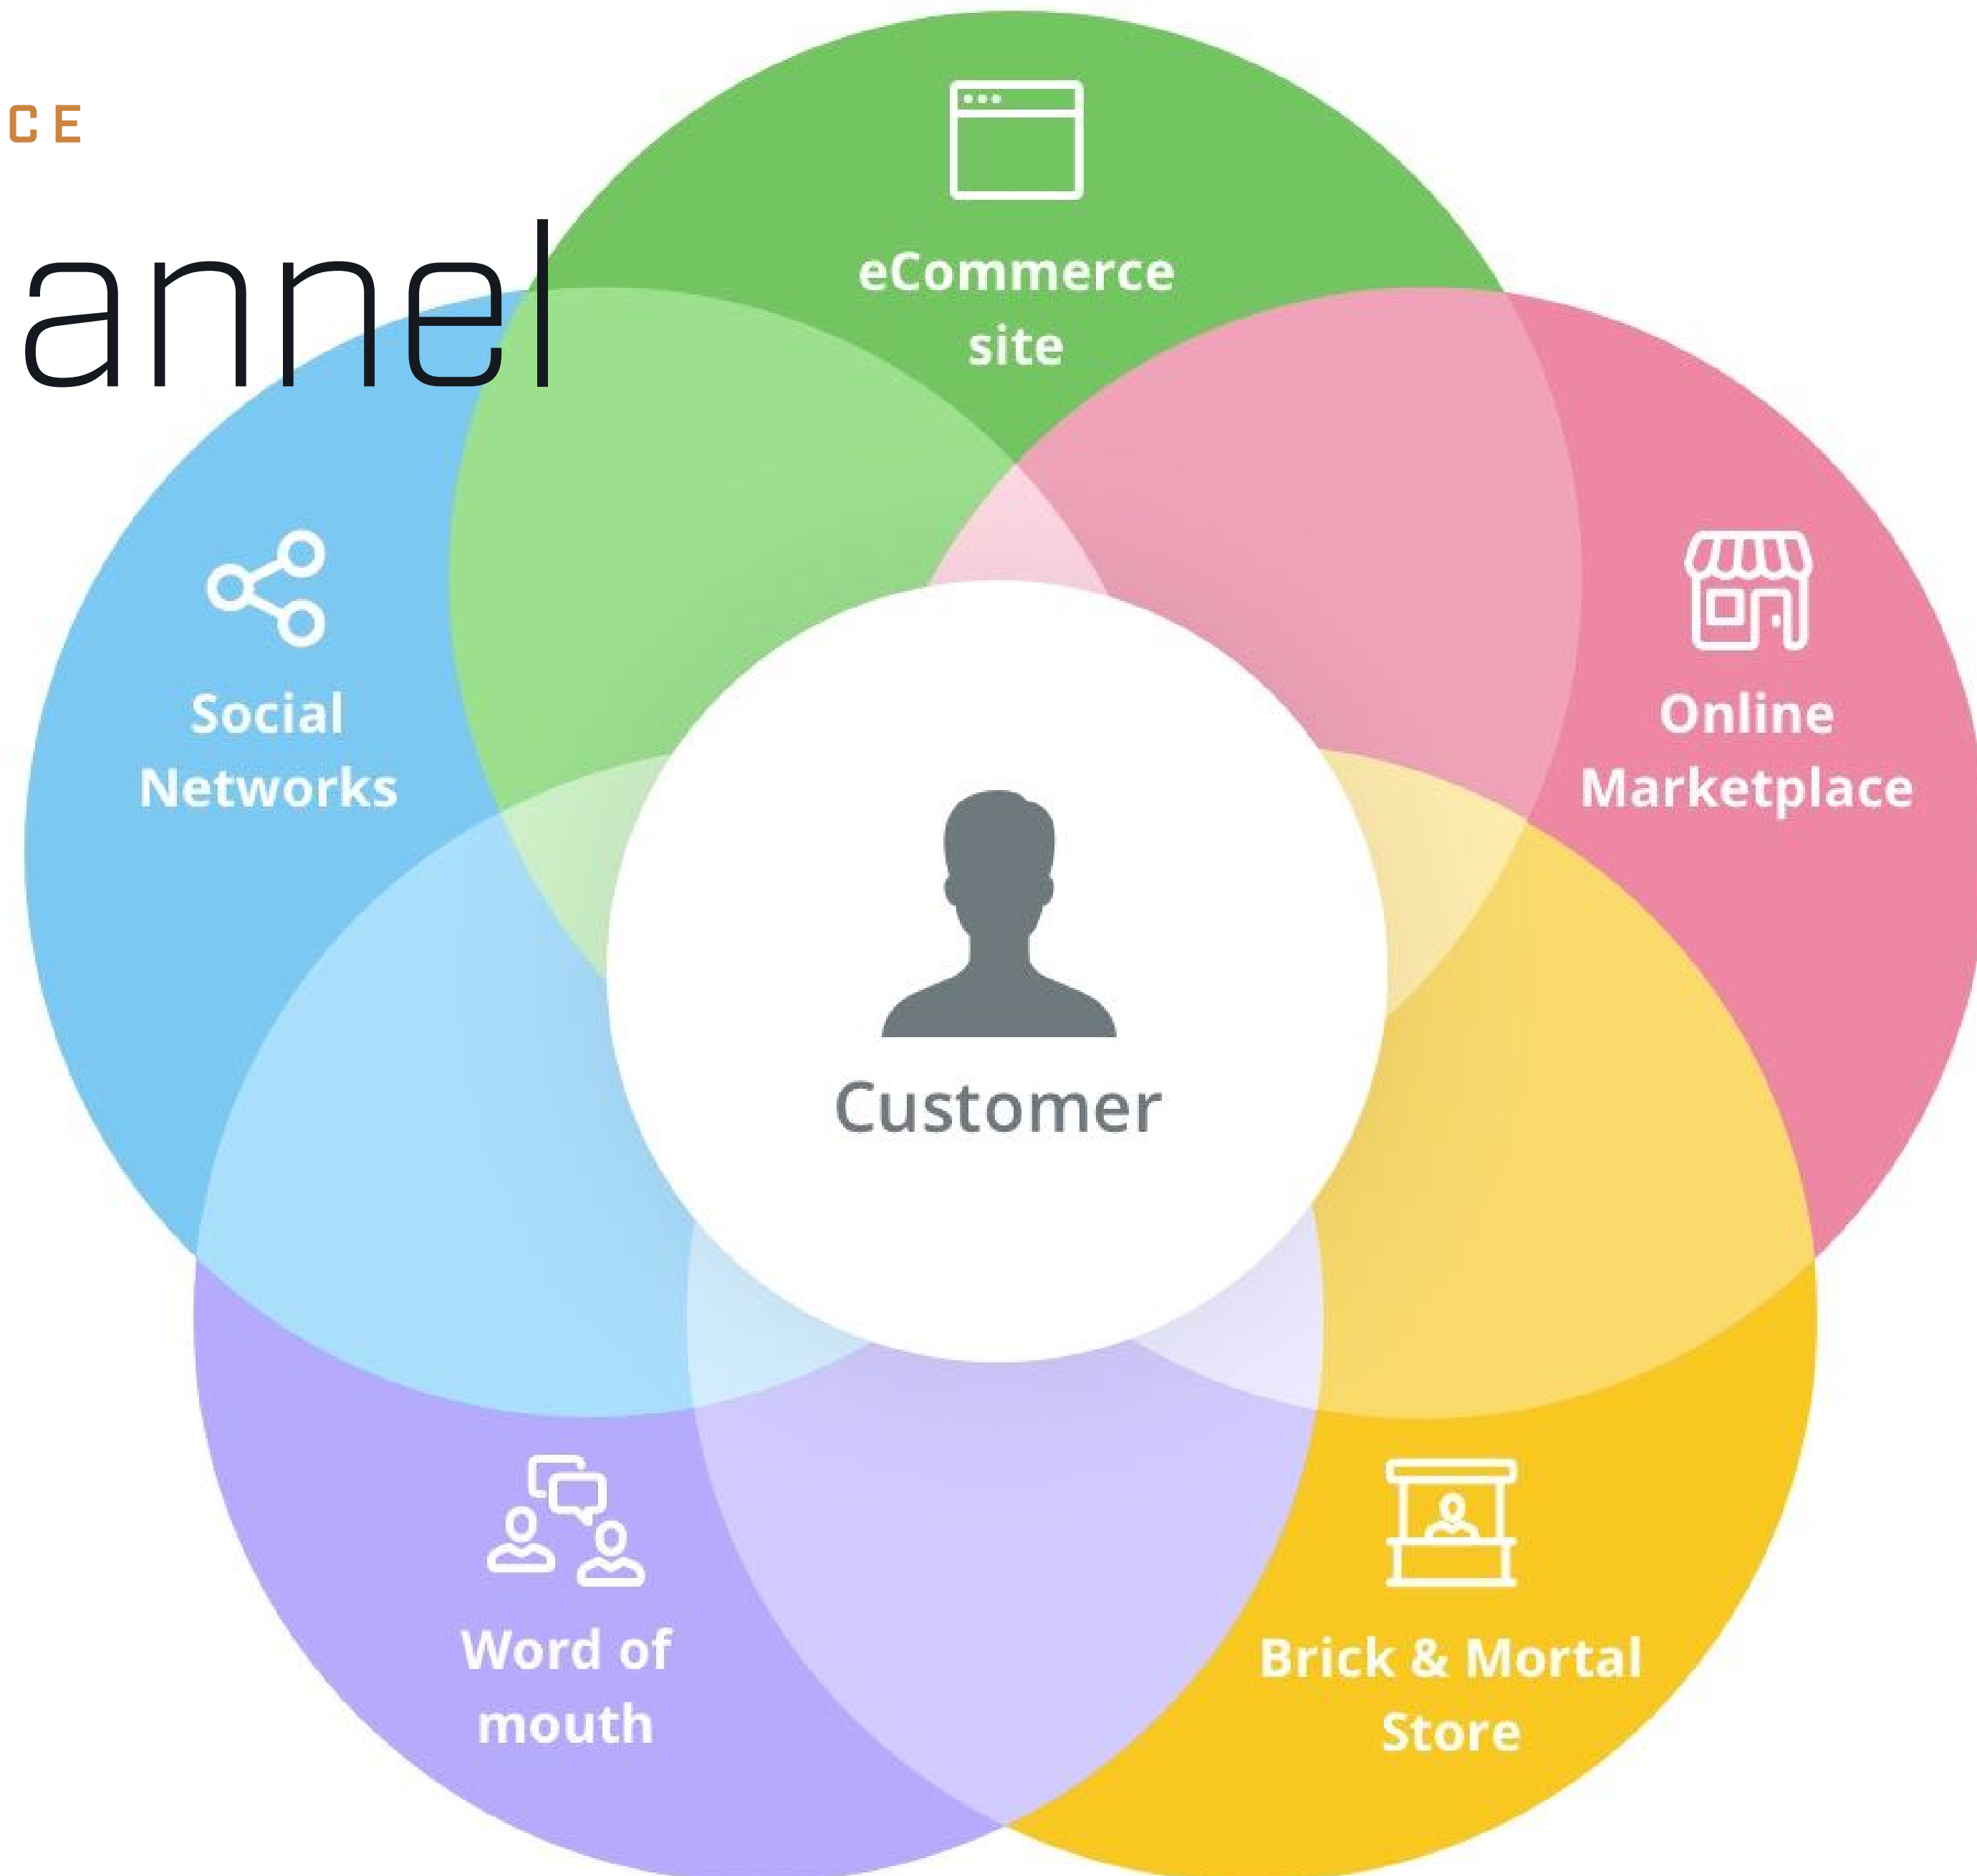 CE
annel
eCommerce
site
Social
Networks
Online
Marketplace
Customer
Word of
mouth
Brick & Mortal
Store